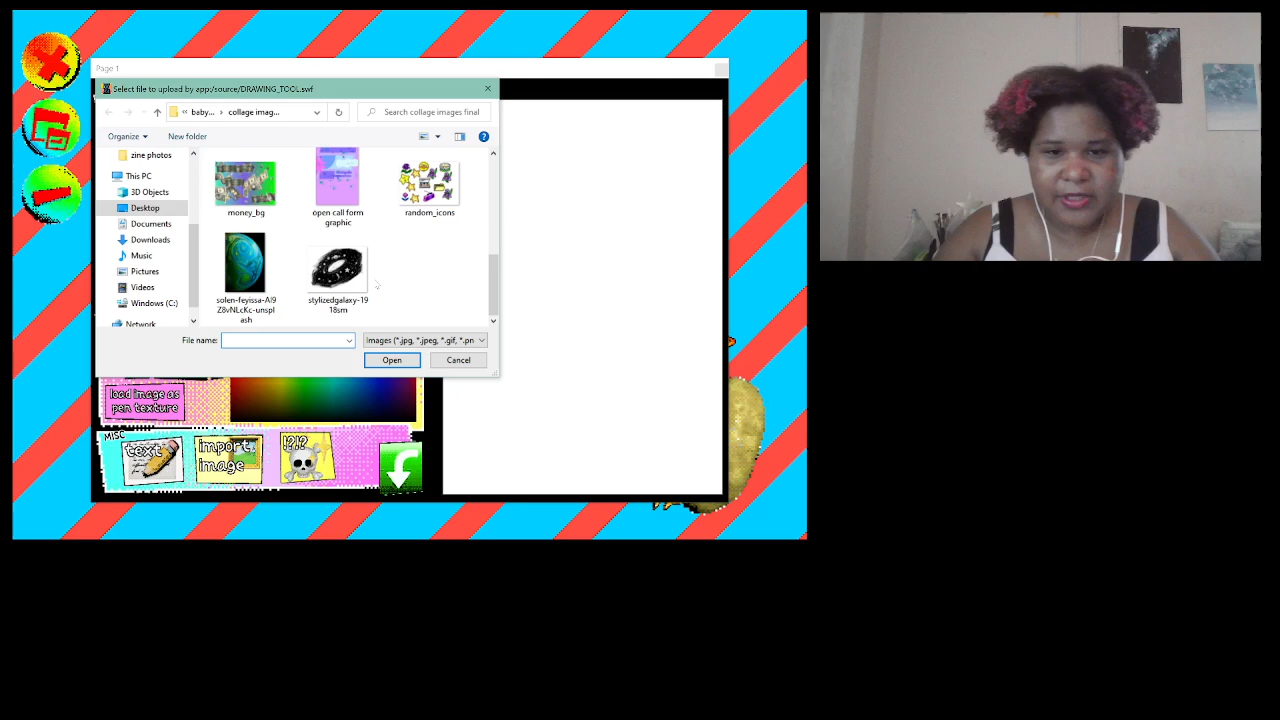 Page 1
Select file to upload by app:/source/DRAWING_TOOL.swf
« baby... › collage imag...
Search collage images final
Organize
New folder
zine photos
This PC
3D Objects
Desktop
Documents
Downloads
Music
Pictures
Videos
Windows (C:)
Network
money_bg
open call form
graphic
random_icons
solen-feyissa-AI9
Z8vNLcKc-unspl
ash
stylizedgalaxy-19
18sm
File name:
Images (*.jpg, *.jpeg, *.gif, *.pn
Open
Cancel
load image as
pen texture
MISC
text
import
image
!?!?